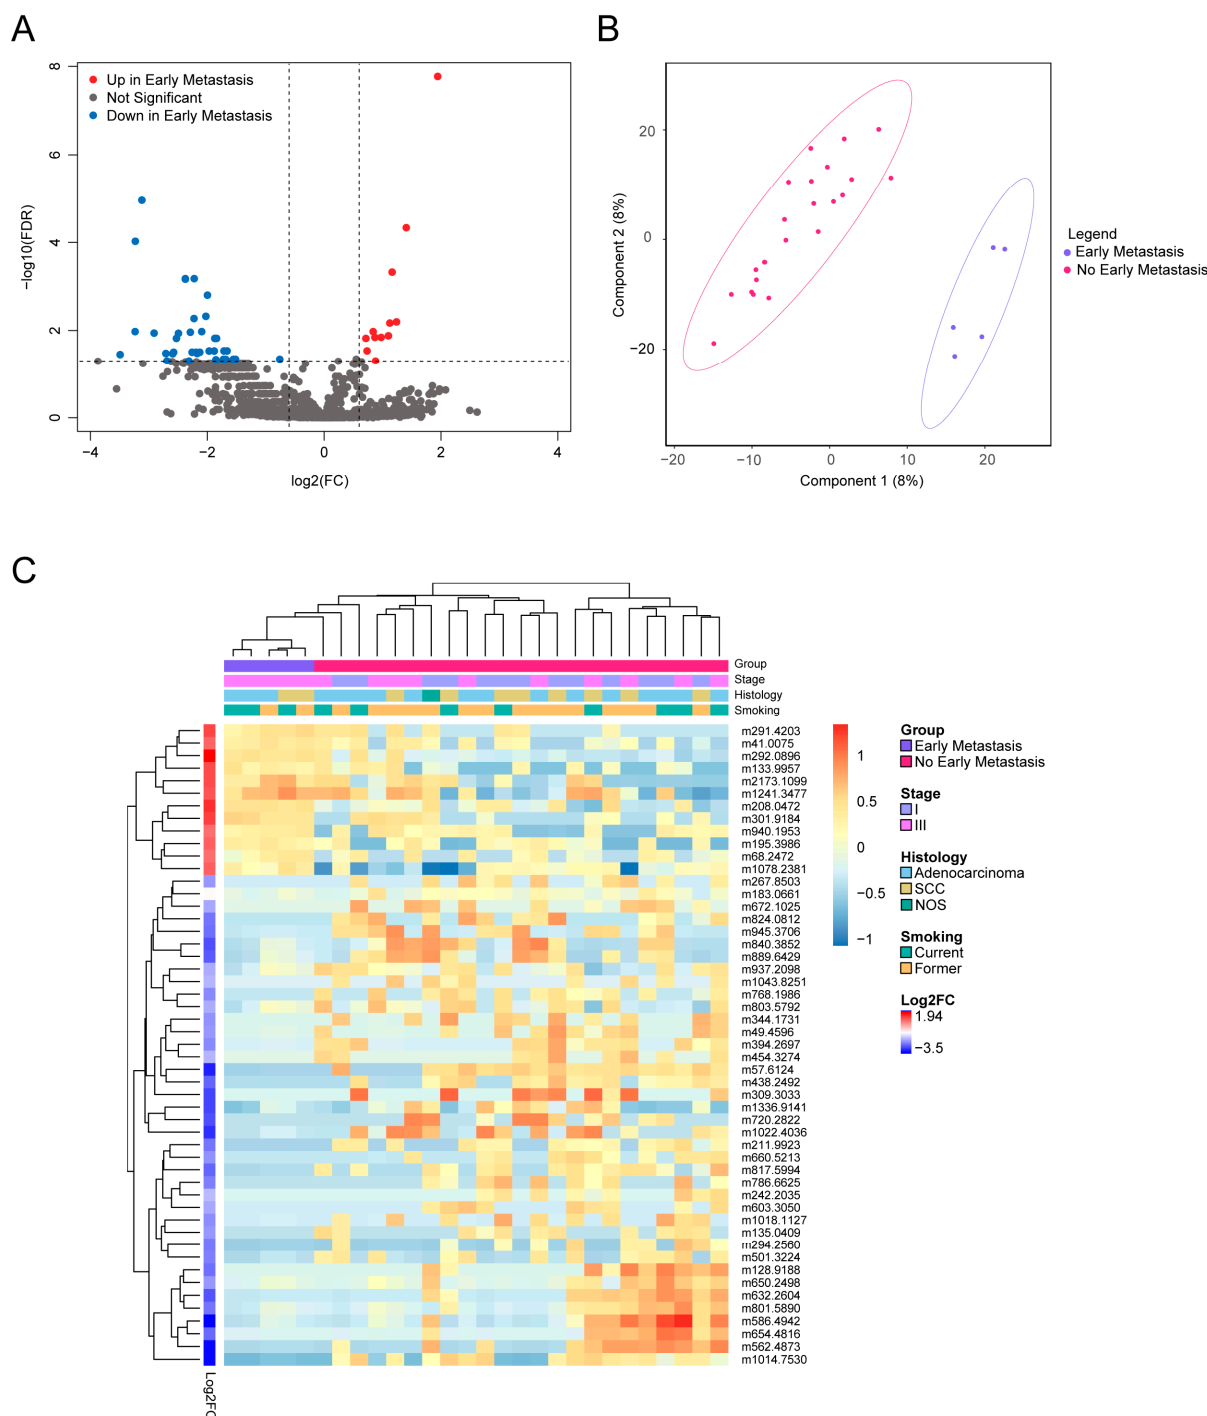 A
B
8
6
4
2
0
−log10(FDR)
Up in Early Metastasis
Not Significant
Down in Early Metastasis
−4
−2
0
2
4
log2(FC)
20
0
−20
Component 2 (8%)
−20
−10
0
10
20
Component 1 (8%)
Legend
Early Metastasis
No Early Metastasis
C
Group
Stage
Histology
Smoking
m291.4203
m41.0075
m292.0896
m133.9957
m2173.1099
m1241.3477
m208.0472
m301.9184
m940.1953
m195.3986
m68.2472
m1078.2381
m267.8503
m183.0661
m672.1025
m824.0812
m945.3706
m840.3852
m889.6429
m937.2098
m1043.8251
m768.1986
m803.5792
m344.1731
m49.4596
m394.2697
m454.3274
m57.6124
m438.2492
m309.3033
m1336.9141
m720.2822
m1022.4036
m211.9923
m660.5213
m817.5994
m786.6625
m242.2035
m603.3050
m1018.1127
m135.0409
m294.2560
m501.3224
m128.9188
m650.2498
m632.2604
m801.5890
m586.4942
m654.4816
m562.4873
m1014.7530
Log2FC
1
0.5
0
−0.5
−1
Group
Early Metastasis
No Early Metastasis
Stage
I
III
Histology
Adenocarcinoma
SCC
NOS
Smoking
Current
Former
Log2FC
1.94
−3.5